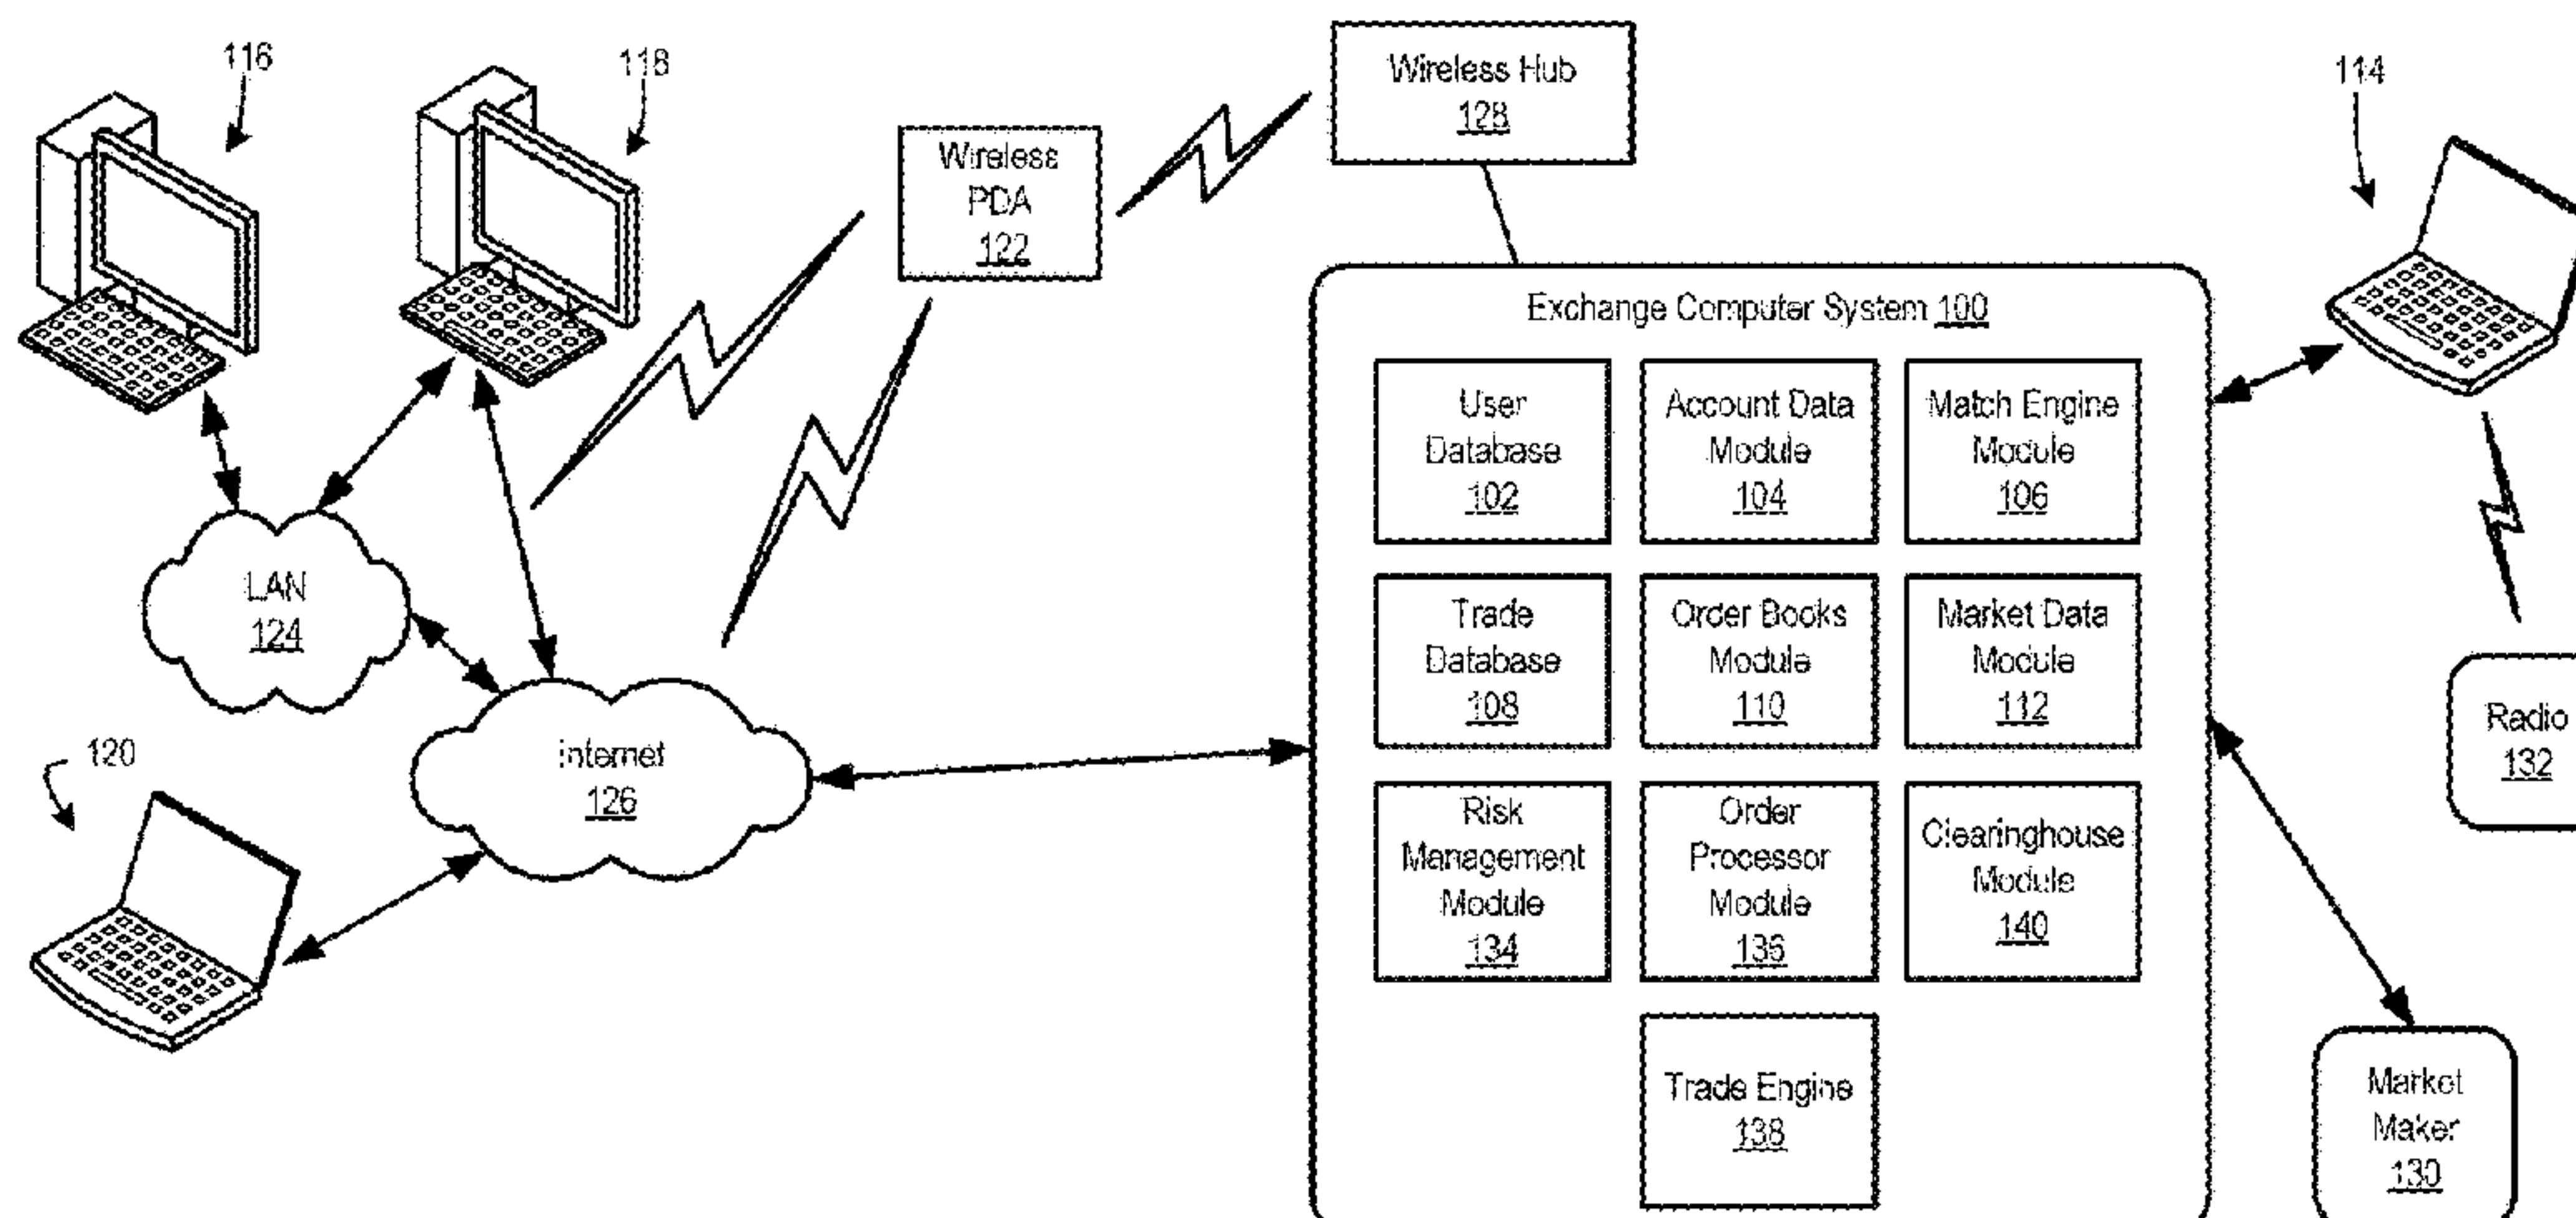 116
118
Wireless Hub
128
114
Wireless
PDA
122
Exchange Computer System 100
User
Database
102
Account Data
Module
104
Match Engine
Module
106
LAN
124
Trade
Database
108
Order Books
Module
110
Market Data
Module
112
Radio
132
120
Internet
126
Risk
Management
Module
134
Order
Processor
Module
136
Clearinghouse
Module
140
Trade Engine
138
Market
Maker
130